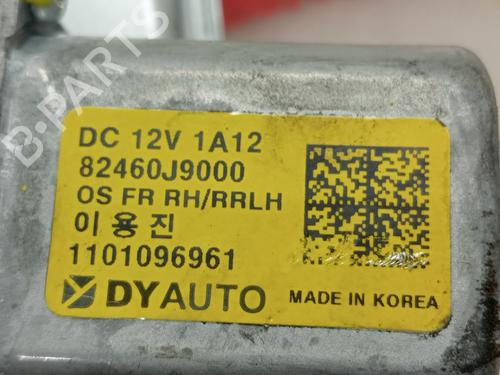 B-PARTS
DC 12V 1A12
82460J9000
OS FR RH/RRLH
이용진
1101096961
DYAUTO MADE IN KOREA